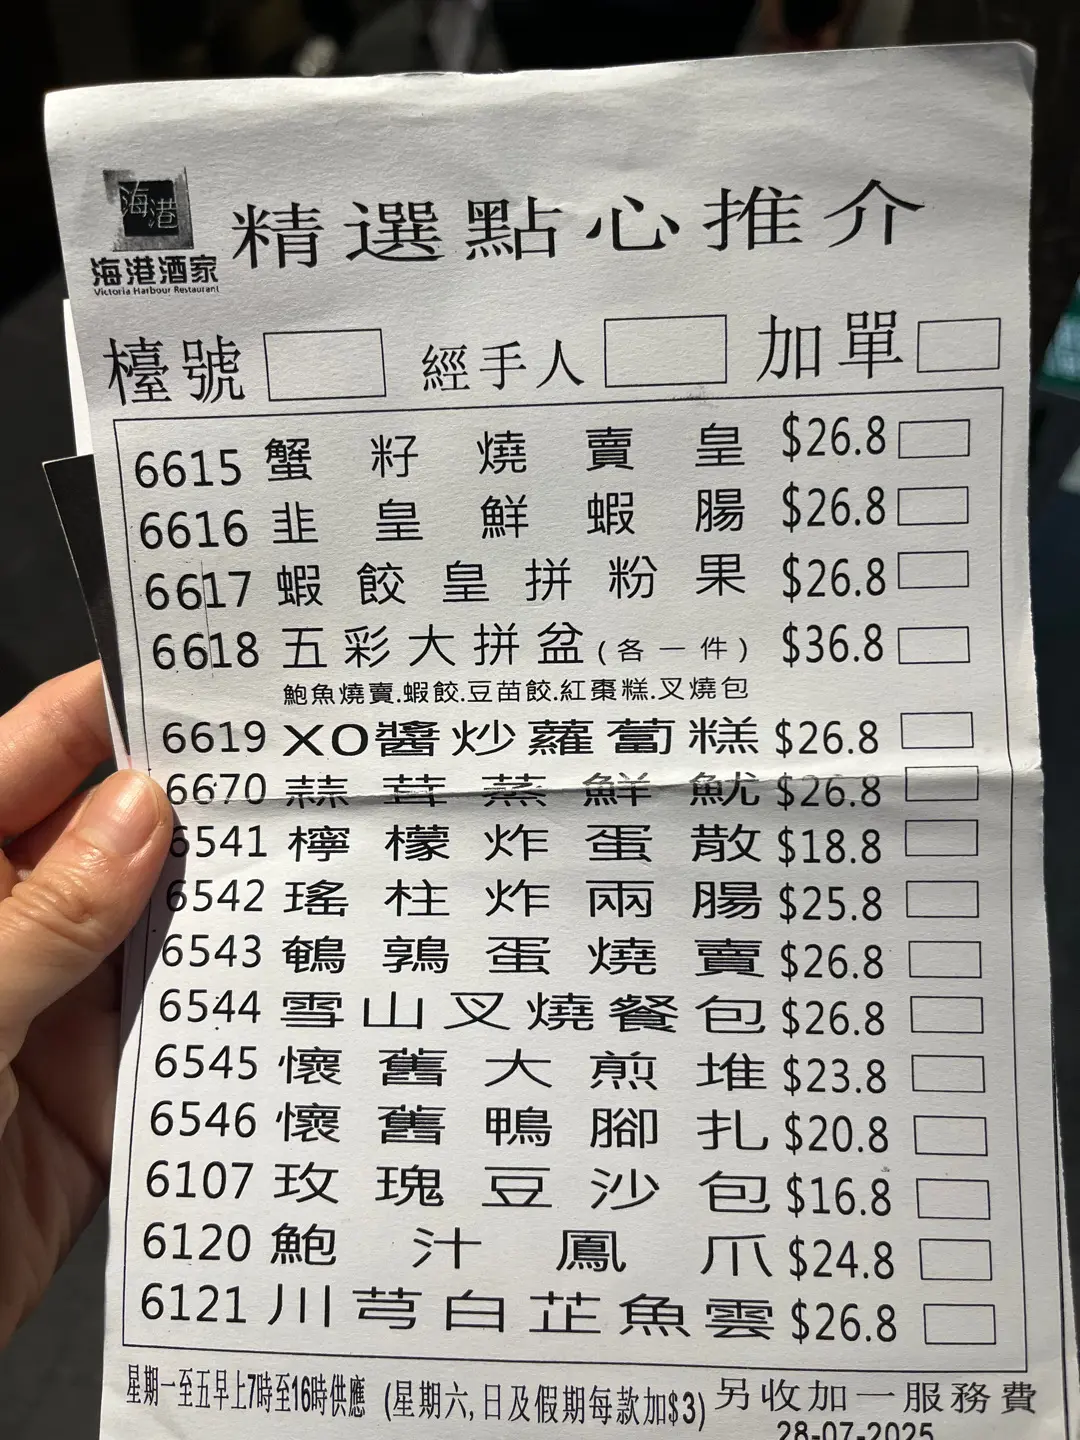 海港
海港酒家
Victoria Harbour Restaurant
精選點心推介
檯號 經手人 加單
6615 蟹籽燒賣皇 $26.8
6616 韭皇鮮蝦腸 $26.8
6617 蝦餃皇拼粉果 $26.8
6618 五彩大拼盆(各一件) $36.8
鮑魚燒賣.蝦餃.豆苗餃.紅棗糕.叉燒包
6619 XO醬炒蘿蔔糕 $26.8
6670 蒜茸蒸鮮魷 $26.8
6541 檸檬炸蛋散 $18.8
6542 瑤柱炸兩腸 $25.8
6543 鵪鶉蛋燒賣 $26.8
6544 雪山叉燒餐包 $26.8
6545 懷舊大煎堆 $23.8
6546 懷舊鴨腳扎 $20.8
6107 玫瑰豆沙包 $16.8
6120 鮑汁鳳爪 $24.8
6121 川芎白芷魚雲 $26.8
星期一至五早上7時至16時供應 (星期六,日及假期每款加$3) 另收加一服務費
28-07-2025